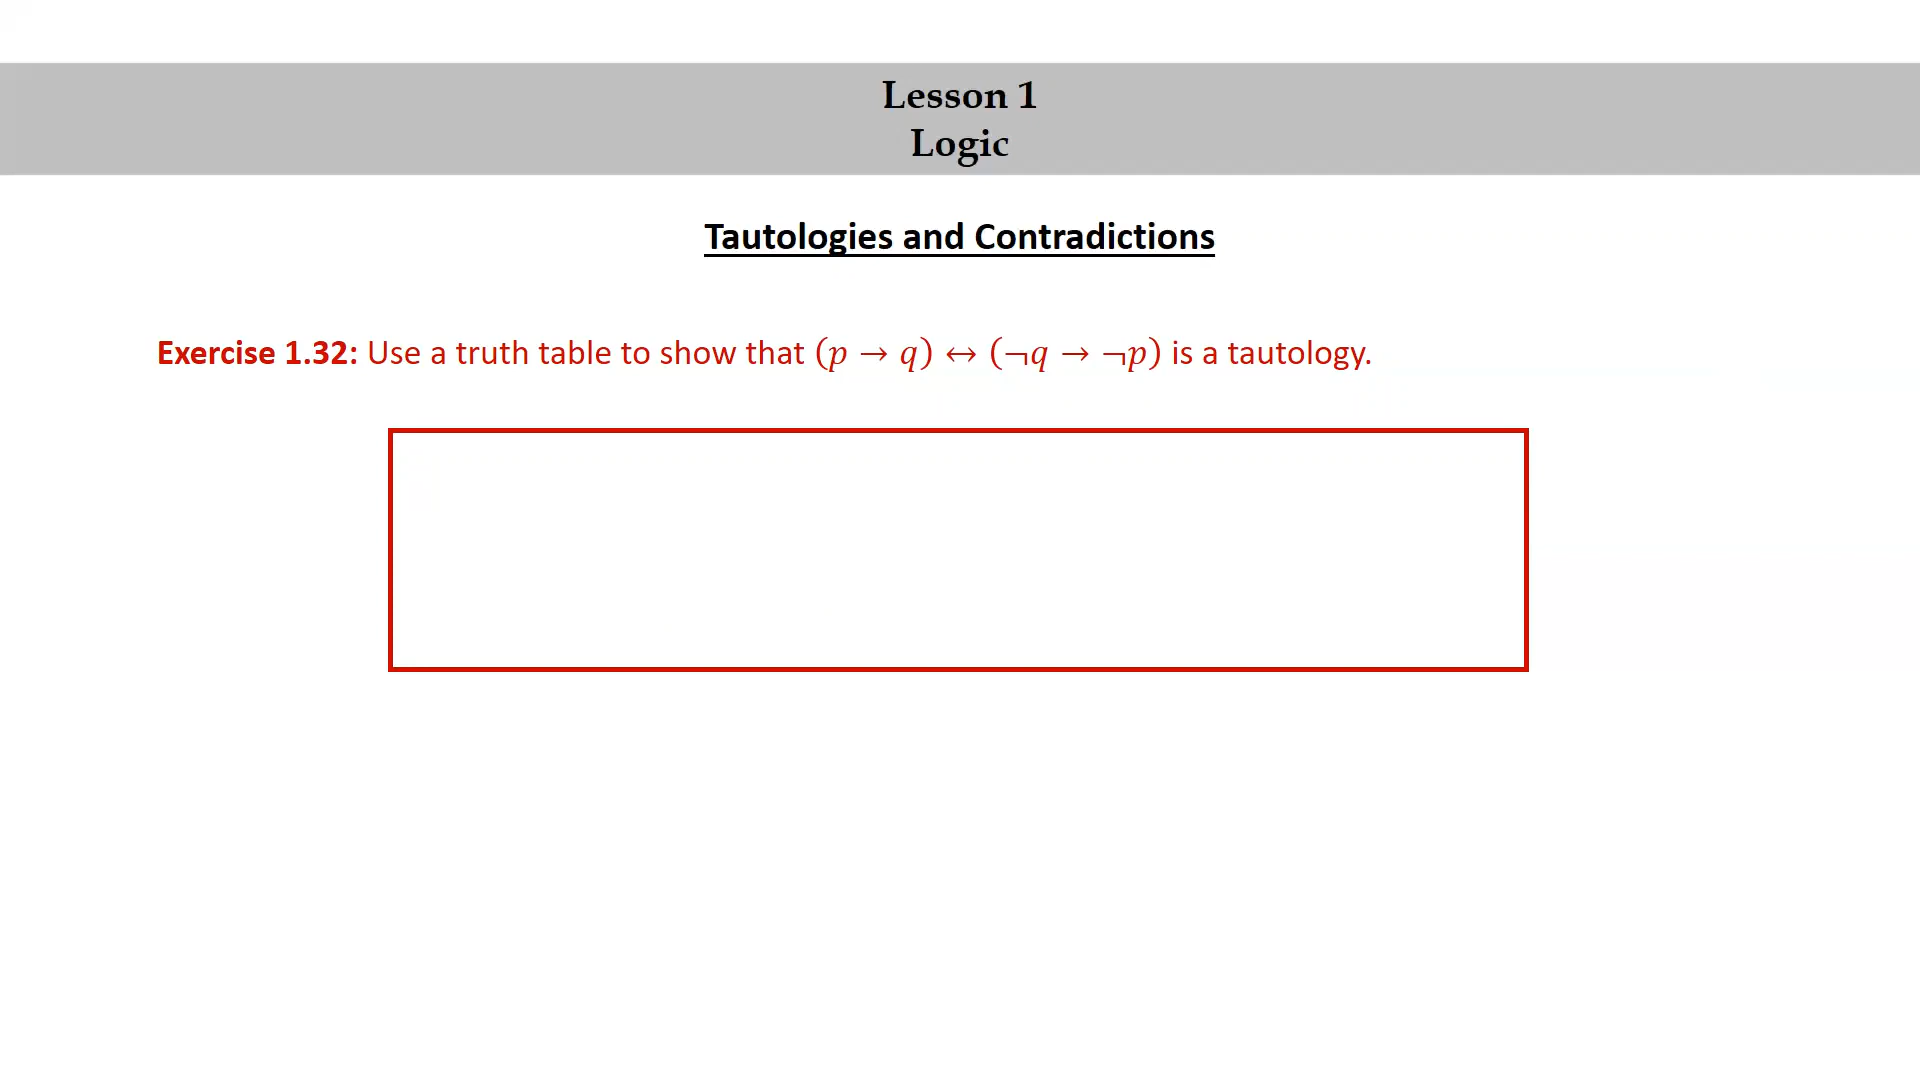 Lesson 1
Logic
Tautologies and Contradictions
Exercise 1.32: Use a truth table to show that (𝑝 → 𝑞) ↔ (¬𝑞 → ¬𝑝) is a tautology.